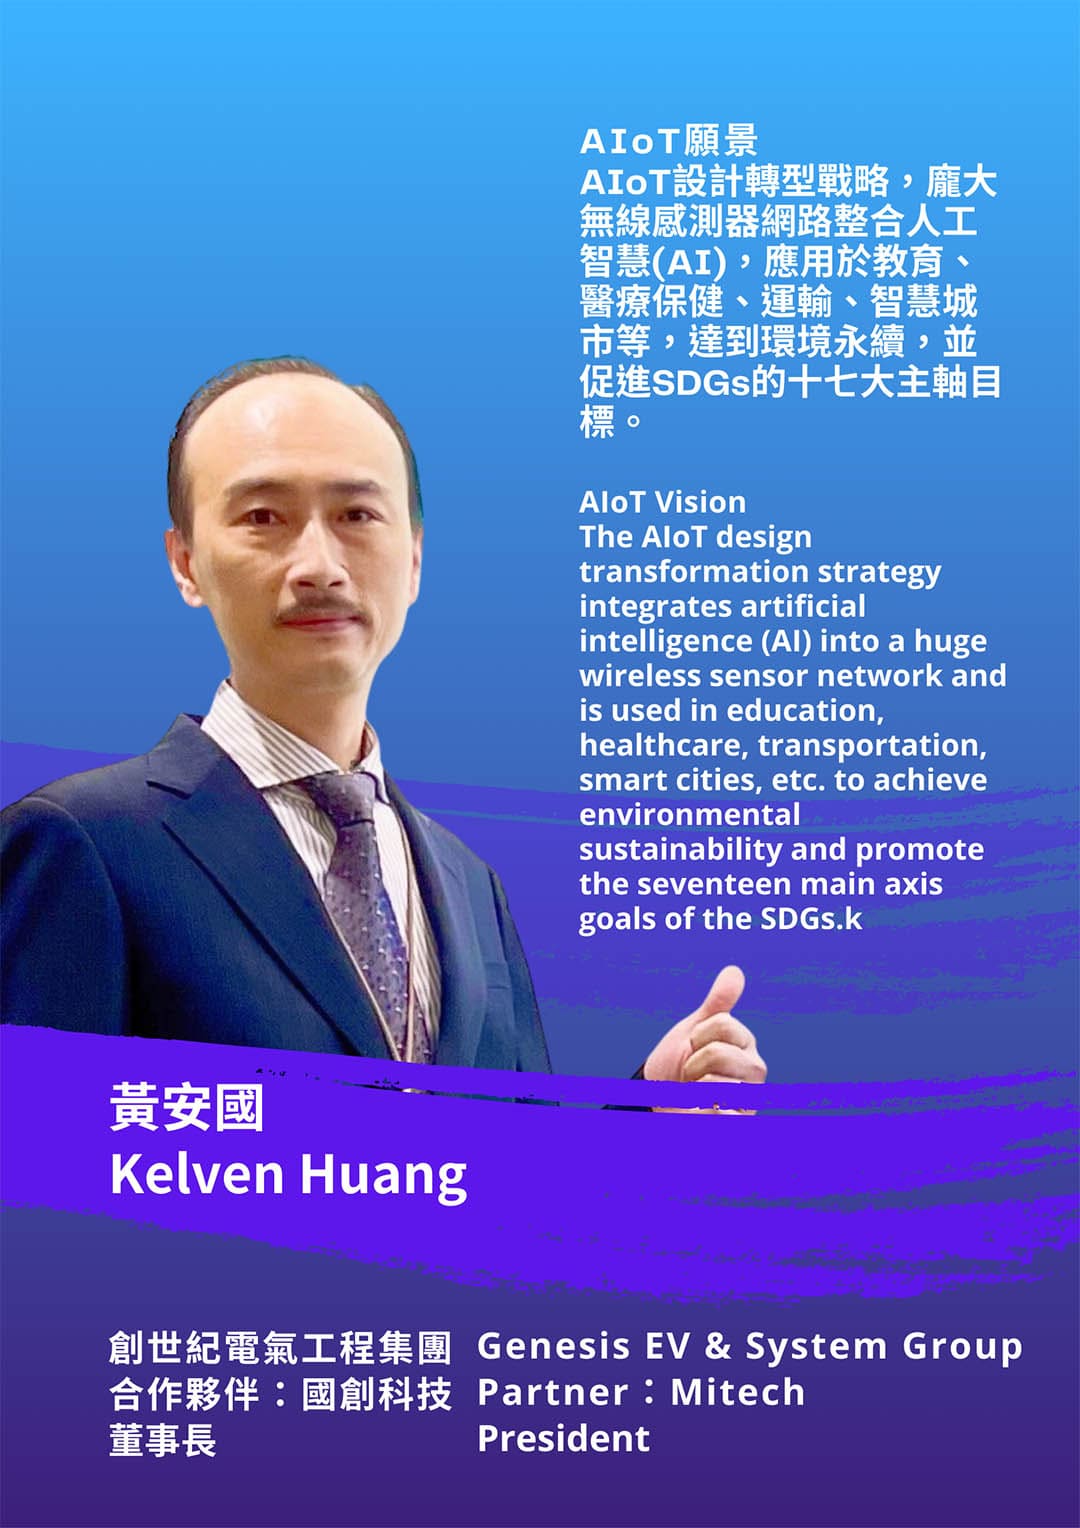 AIoT願景
AIoT設計轉型戰略，龐大
無線感測器網路整合人工
智慧(AI)，應用於教育、
醫療保健、運輸、智慧城
市等，達到環境永續，並
促進SDGs的十七大主軸目
標。
AIoT Vision
The AIoT design
transformation strategy
integrates artificial
intelligence (AI) into a huge
wireless sensor network and
is used in education,
healthcare, transportation,
smart cities, etc. to achieve
environmental
sustainability and promote
the seventeen main axis
goals of the SDGs.k
黃安國
Kelven Huang
創世紀電氣工程集團
合作夥伴：國創科技
董事長
Genesis EV & System Group
Partner：Mitech
President